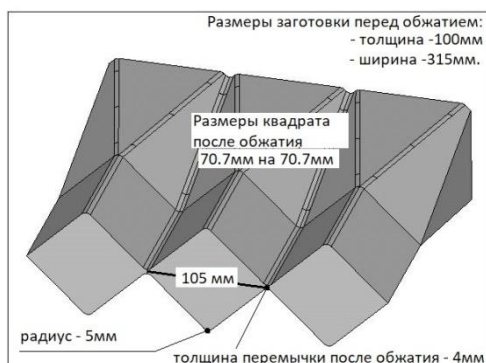 Размеры заготовки перед обжатием:
- толщина -100мм
- ширина -315мм.
Размеры квадрата
после обжатия
70.7мм на 70.7мм
105 мм
радиус - 5мм
толщина перемычки после обжатия - 4мм